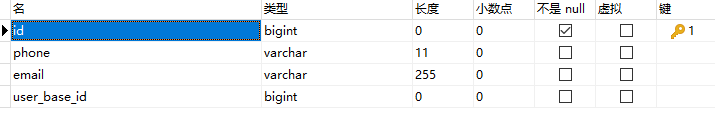 名 类型 长度 小数点 不是 null 虚拟 键
id bigint 0 0 1
phone varchar 11 0
email varchar 255 0
user_base_id bigint 0 0